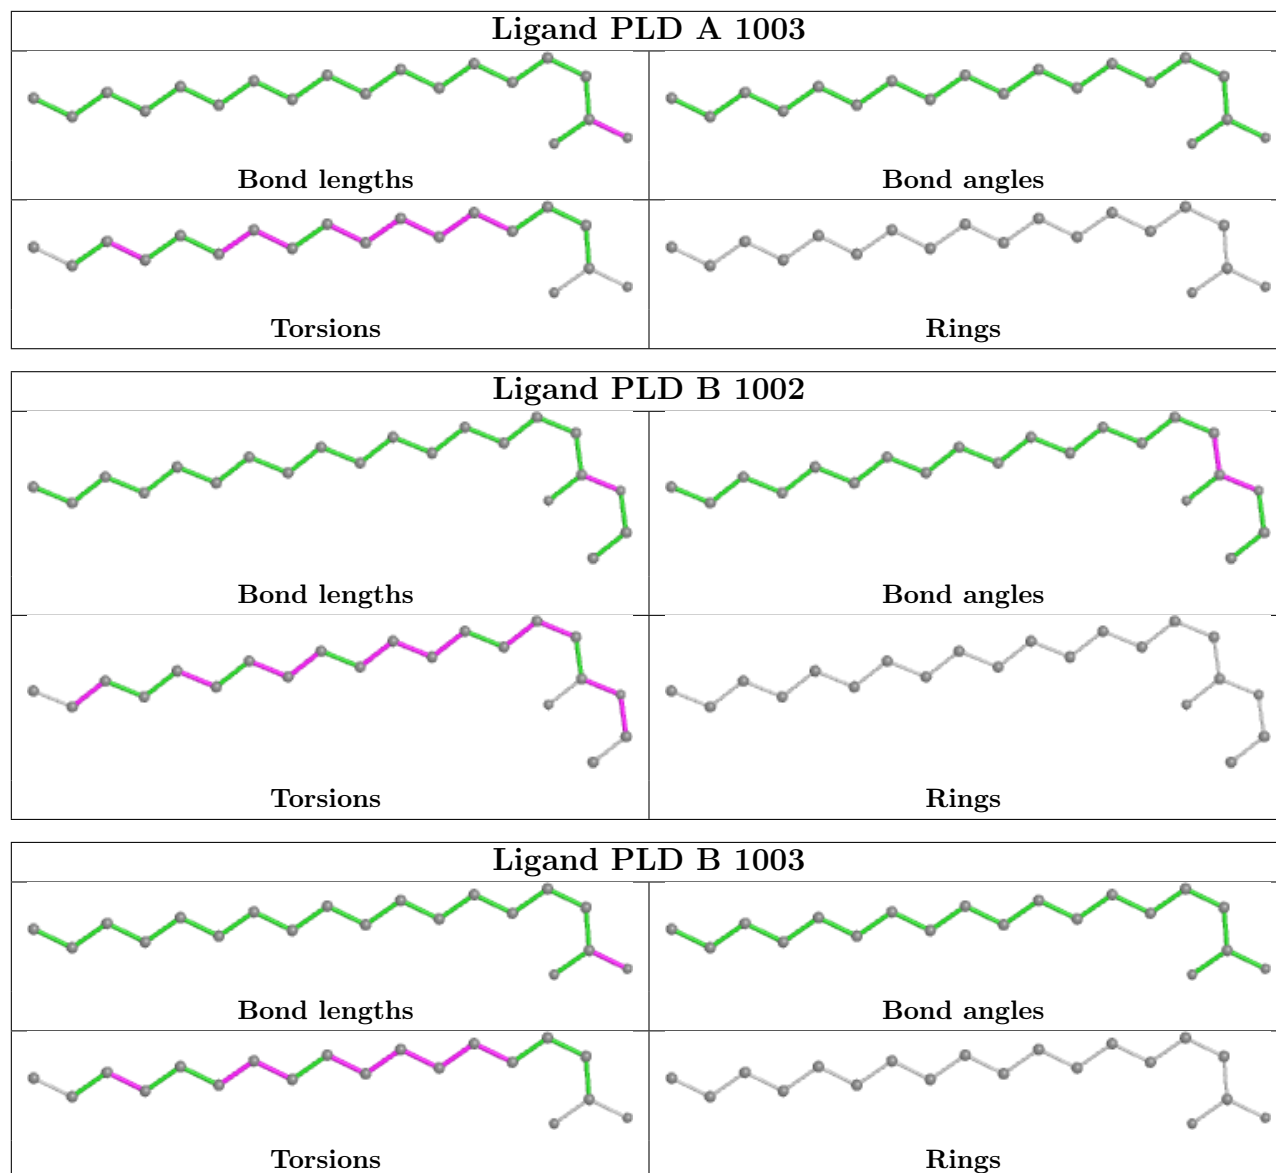 Ligand PLD A 1003
Bond lengths
Bond angles
Torsions
Rings
Ligand PLD B 1002
Bond lengths
Bond angles
Torsions
Rings
Ligand PLD B 1003
Bond lengths
Bond angles
Torsions
Rings